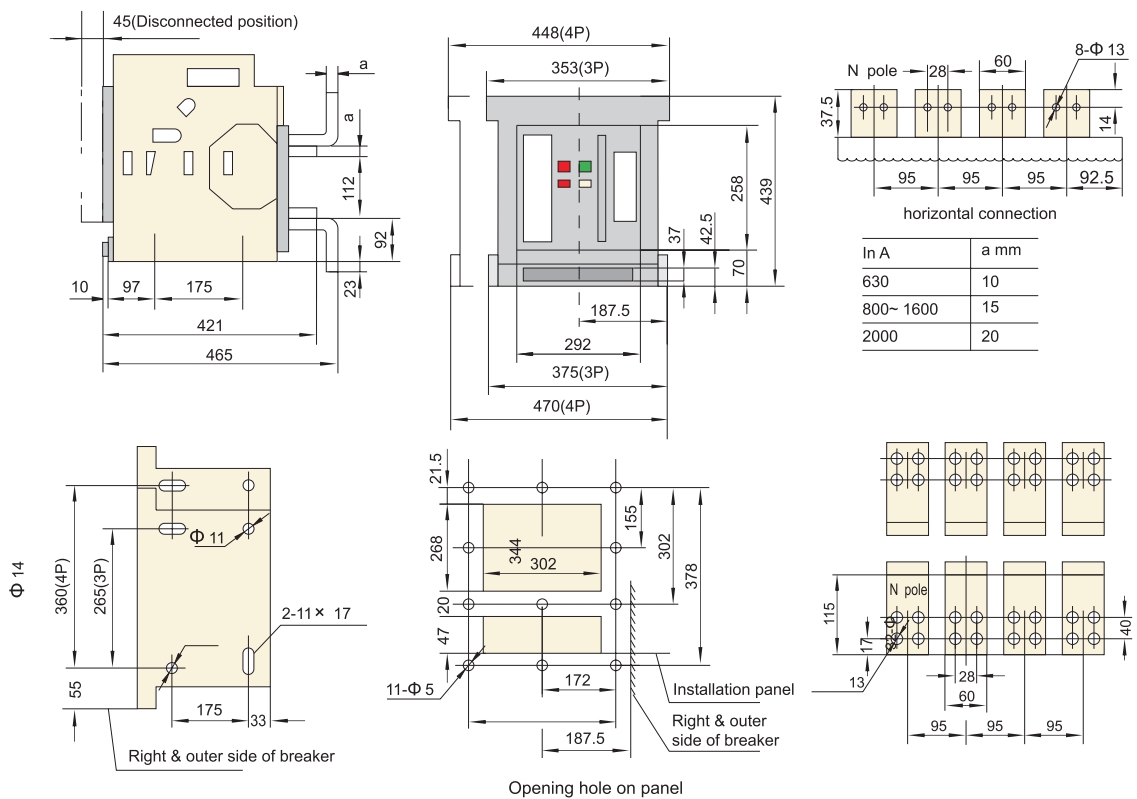 45(Disconnected position)
a
a
112
92
23
10
97
175
421
465
448(4P)
353(3P)
258
439
37
42.5
70
187.5
292
375(3P)
470(4P)
8-Φ 13
N pole
28
60
37.5
14
95
95
95
92.5
horizontal connection
In A
a mm
630
10
800~ 1600
15
2000
20
Φ 14
360(4P)
265(3P)
Φ 11
2-11× 17
55
175
33
Right & outer side of breaker
21.5
268
344
302
155
302
378
20
47
11-Φ 5
172
187.5
Installation panel
Right & outer
side of breaker
Opening hole on panel
N pole
115
17
13
40
28
60
95
95
95